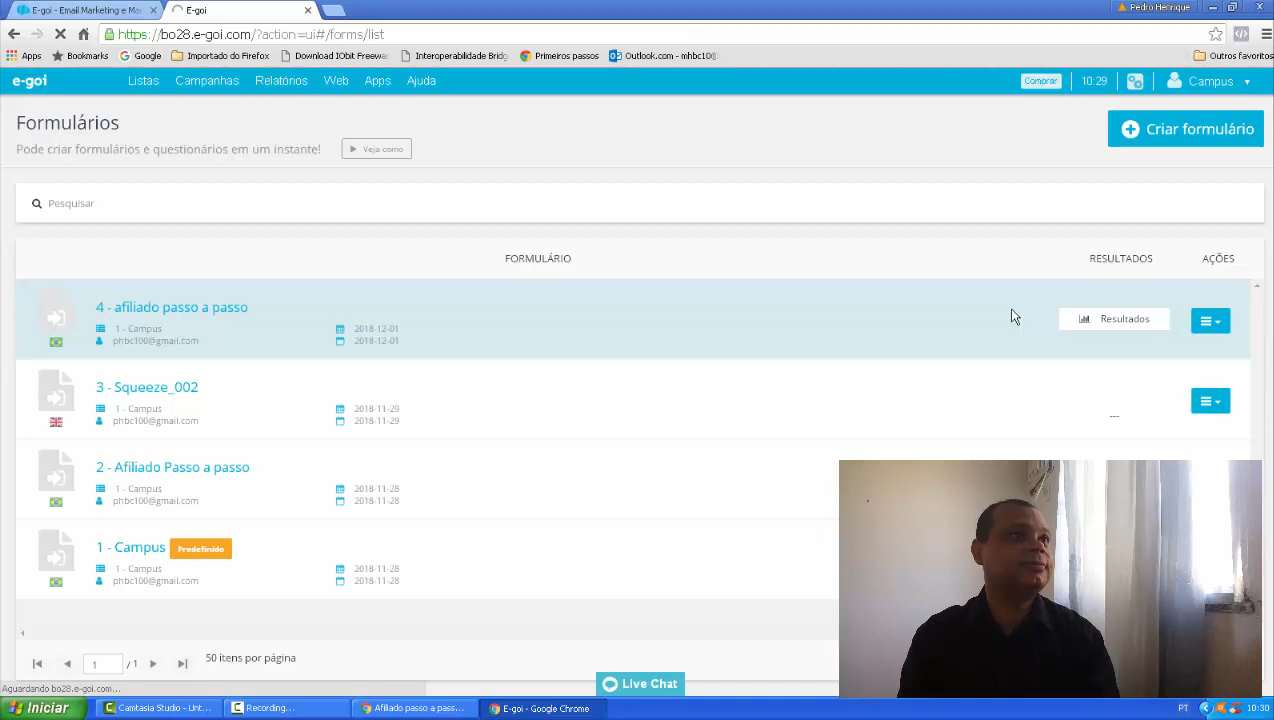 E-goi - Email Marketing e Ma
E-goi
Pedro Henrique
https://bo28.e-goi.com/?action=ui#/forms/list
Apps
Bookmarks
Google
Importado do Firefox
Download IObit Freewa
Interoperabilidade Bridg
Primeiros passos
Outlook.com - mhbc100
Outros favoritos
e-goi
Listas
Campanhas
Relatórios
Web
Apps
Ajuda
Comprar
10:29
Campus
Formulários
Pode criar formulários e questionários em um instante!
Veja como
Criar formulário
Pesquisar
FORMULÁRIO
RESULTADOS
AÇÕES
4 - afiliado passo a passo
1 - Campus
2018-12-01
phbc100@gmail.com
2018-12-01
Resultados
3 - Squeeze_002
1 - Campus
2018-11-29
phbc100@gmail.com
2018-11-29
---
2 - Afiliado Passo a passo
1 - Campus
2018-11-28
phbc100@gmail.com
2018-11-28
1 - Campus
Predefinido
1 - Campus
2018-11-28
phbc100@gmail.com
2018-11-28
1
/ 1
50 itens por página
Live Chat
Aguardando bo28.e-goi.com...
Iniciar
Camtasia Studio - Unt...
Recording...
Afiliado passo a pass...
E-goi - Google Chrome
PT
10:30